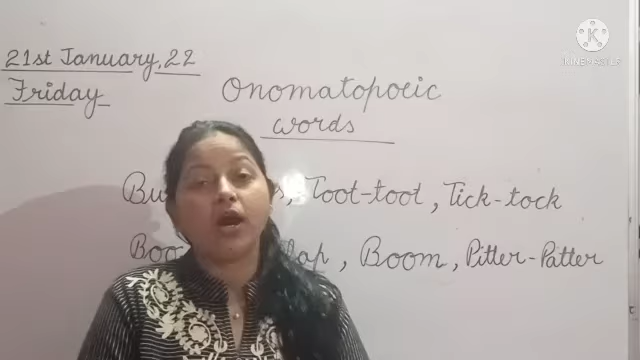 21st January, 22
Friday
Onomatopoeic
words
Toot-toot, Tick-tock
Boom, Pitter-Patter
KINEMASTER